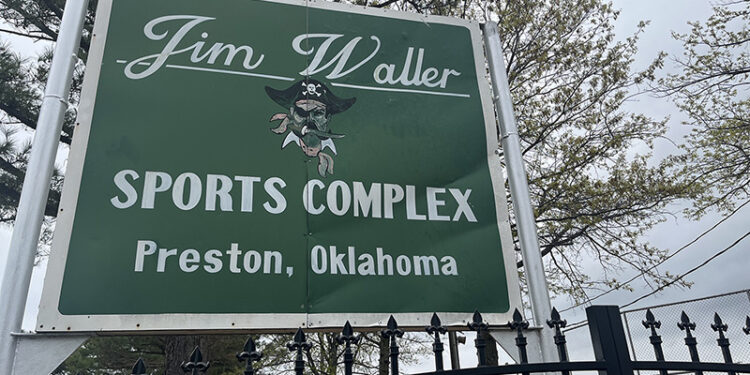 Jim Waller
SPORTS COMPLEX
Preston, Oklahoma